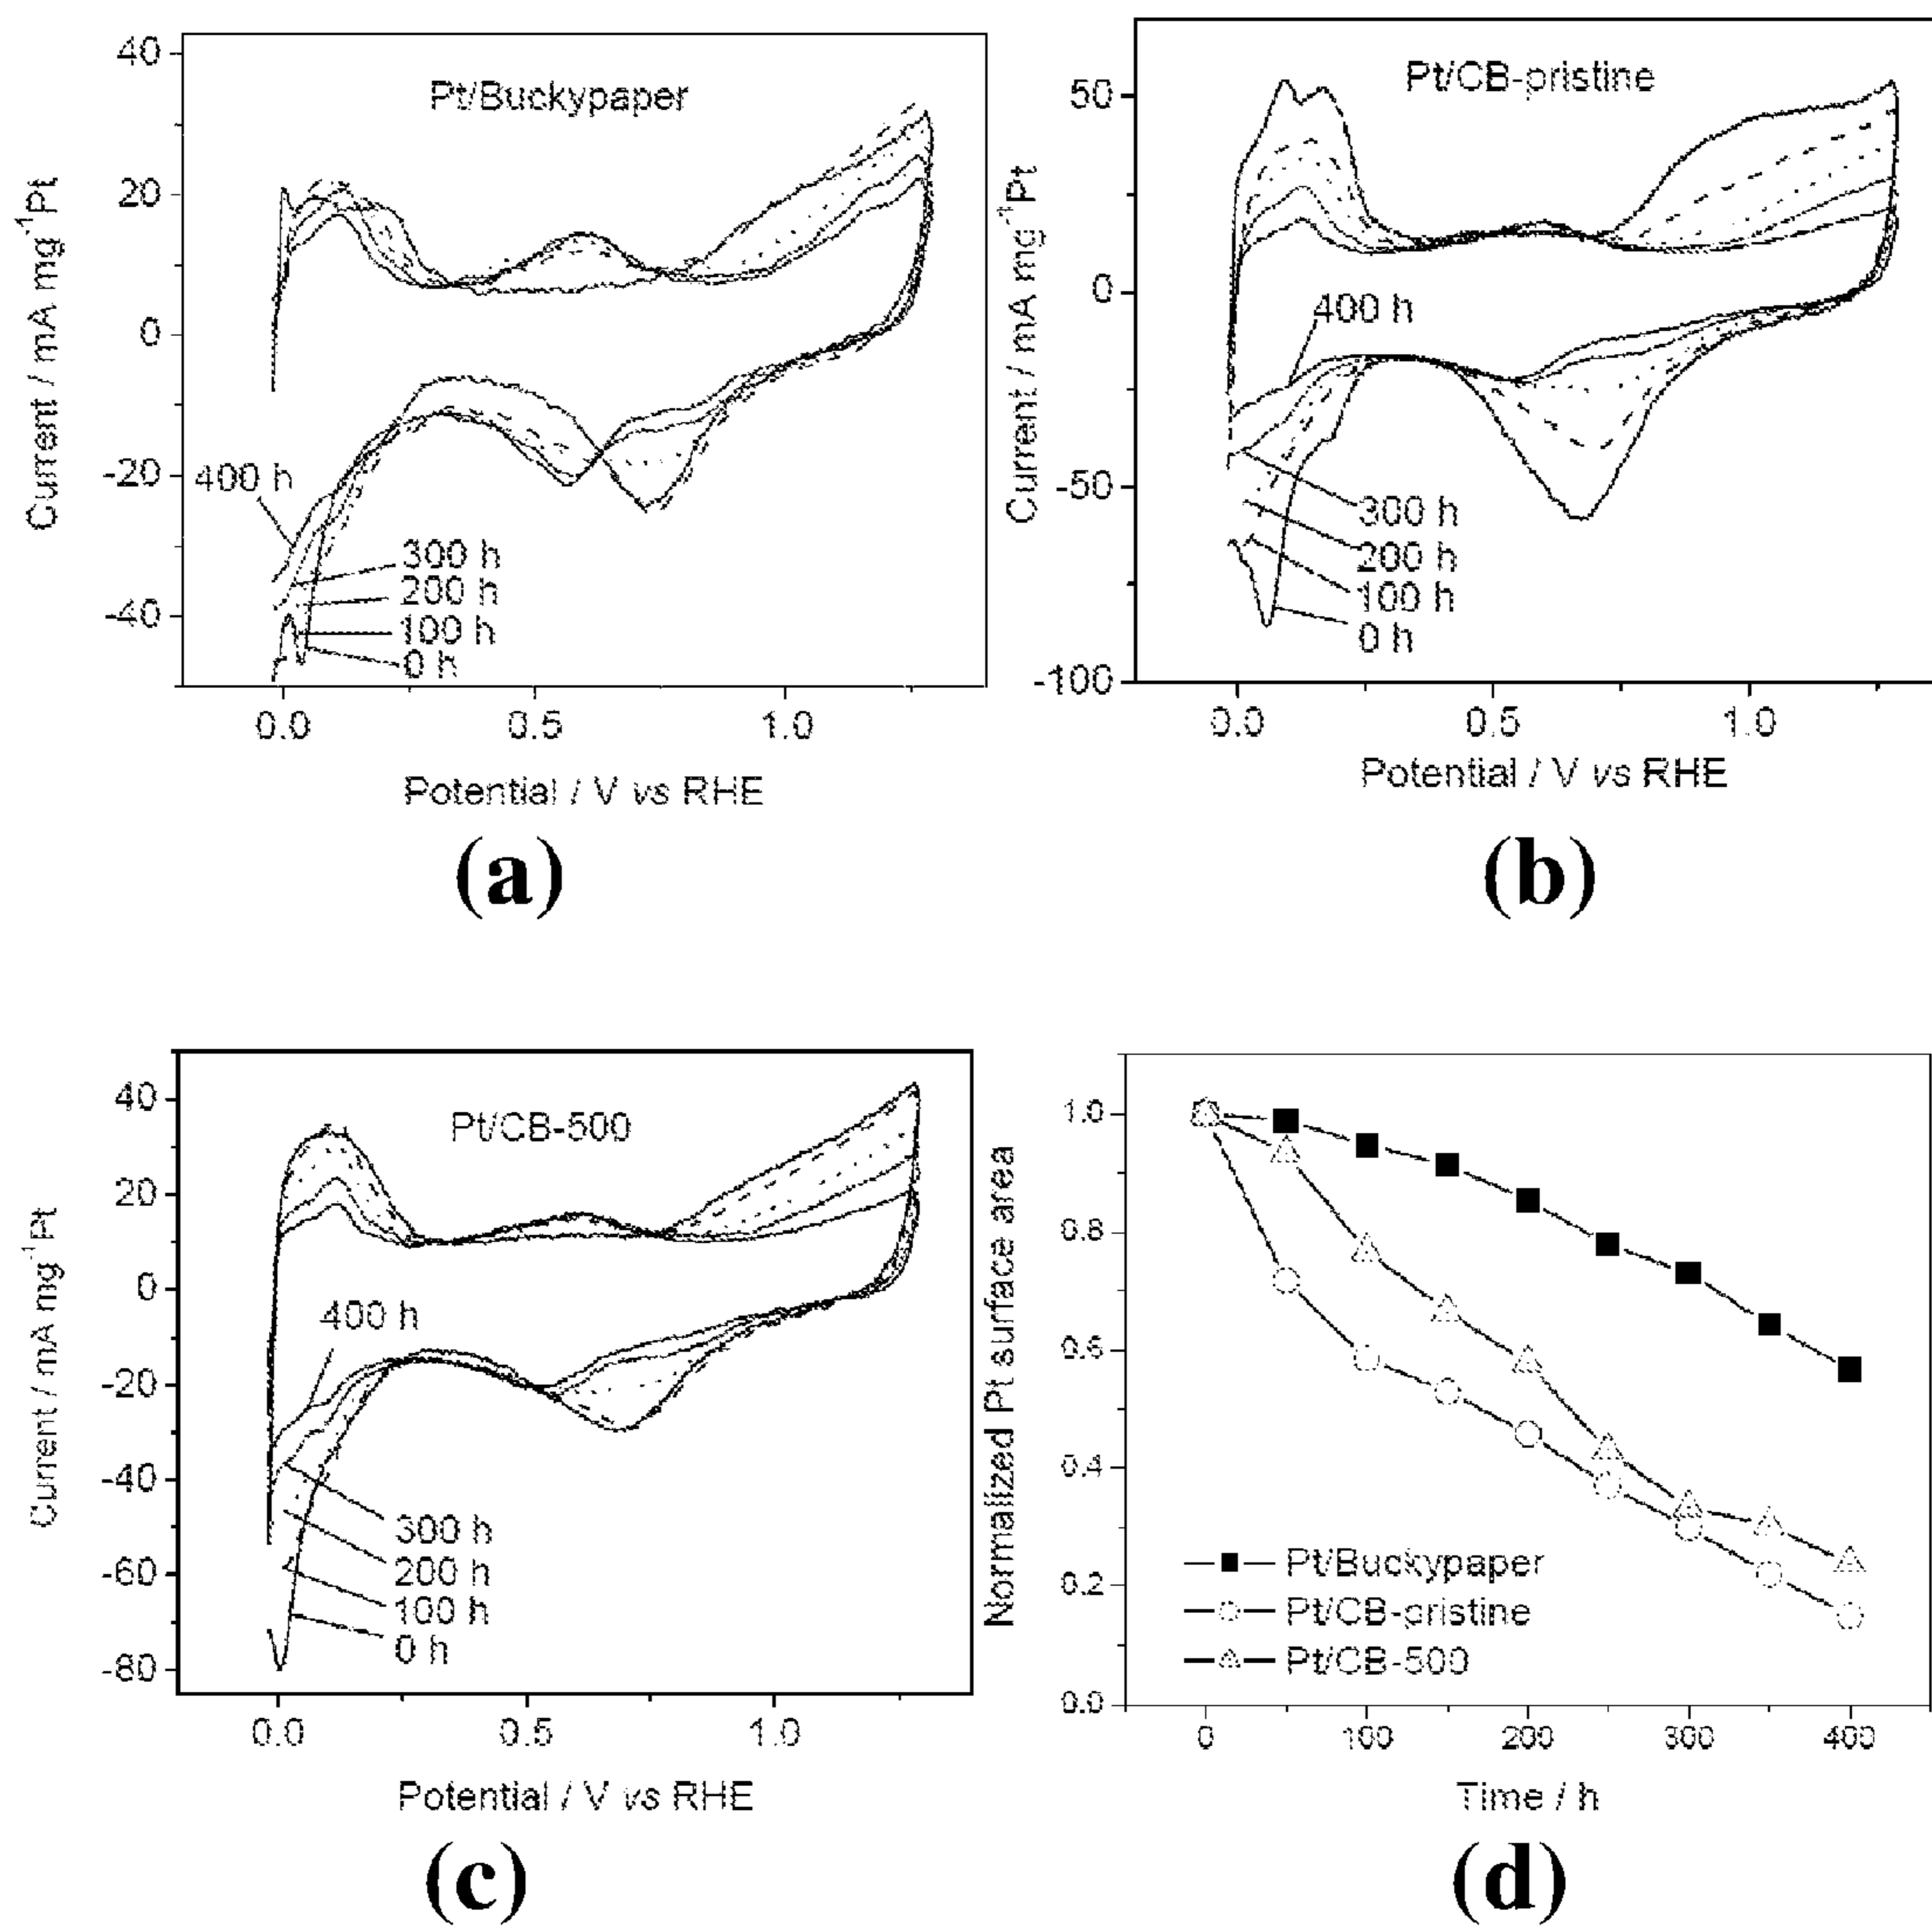 Pt/Buckypaper
40
20
0
-20
-40
Current / mA mg⁻¹Pt
400 h
300 h
200 h
100 h
0 h
0.0 0.5 1.0
Potential / V vs RHE
(a)
Pt/CB-pristine
50
0
-50
-100
Current / mA mg⁻¹Pt
400 h
300 h
200 h
100 h
0 h
0.0 0.5 1.0
Potential / V vs RHE
(b)
Pt/CB-500
40
20
0
-20
-40
-60
-80
Current / mA mg⁻¹Pt
400 h
300 h
200 h
100 h
0 h
0.0 0.5 1.0
Potential / V vs RHE
(c)
1.0
0.8
0.6
0.4
0.2
0.0
Normalized Pt surface area
Pt/Buckypaper
Pt/CB-pristine
Pt/CB-500
0 100 200 300 400
Time / h
(d)